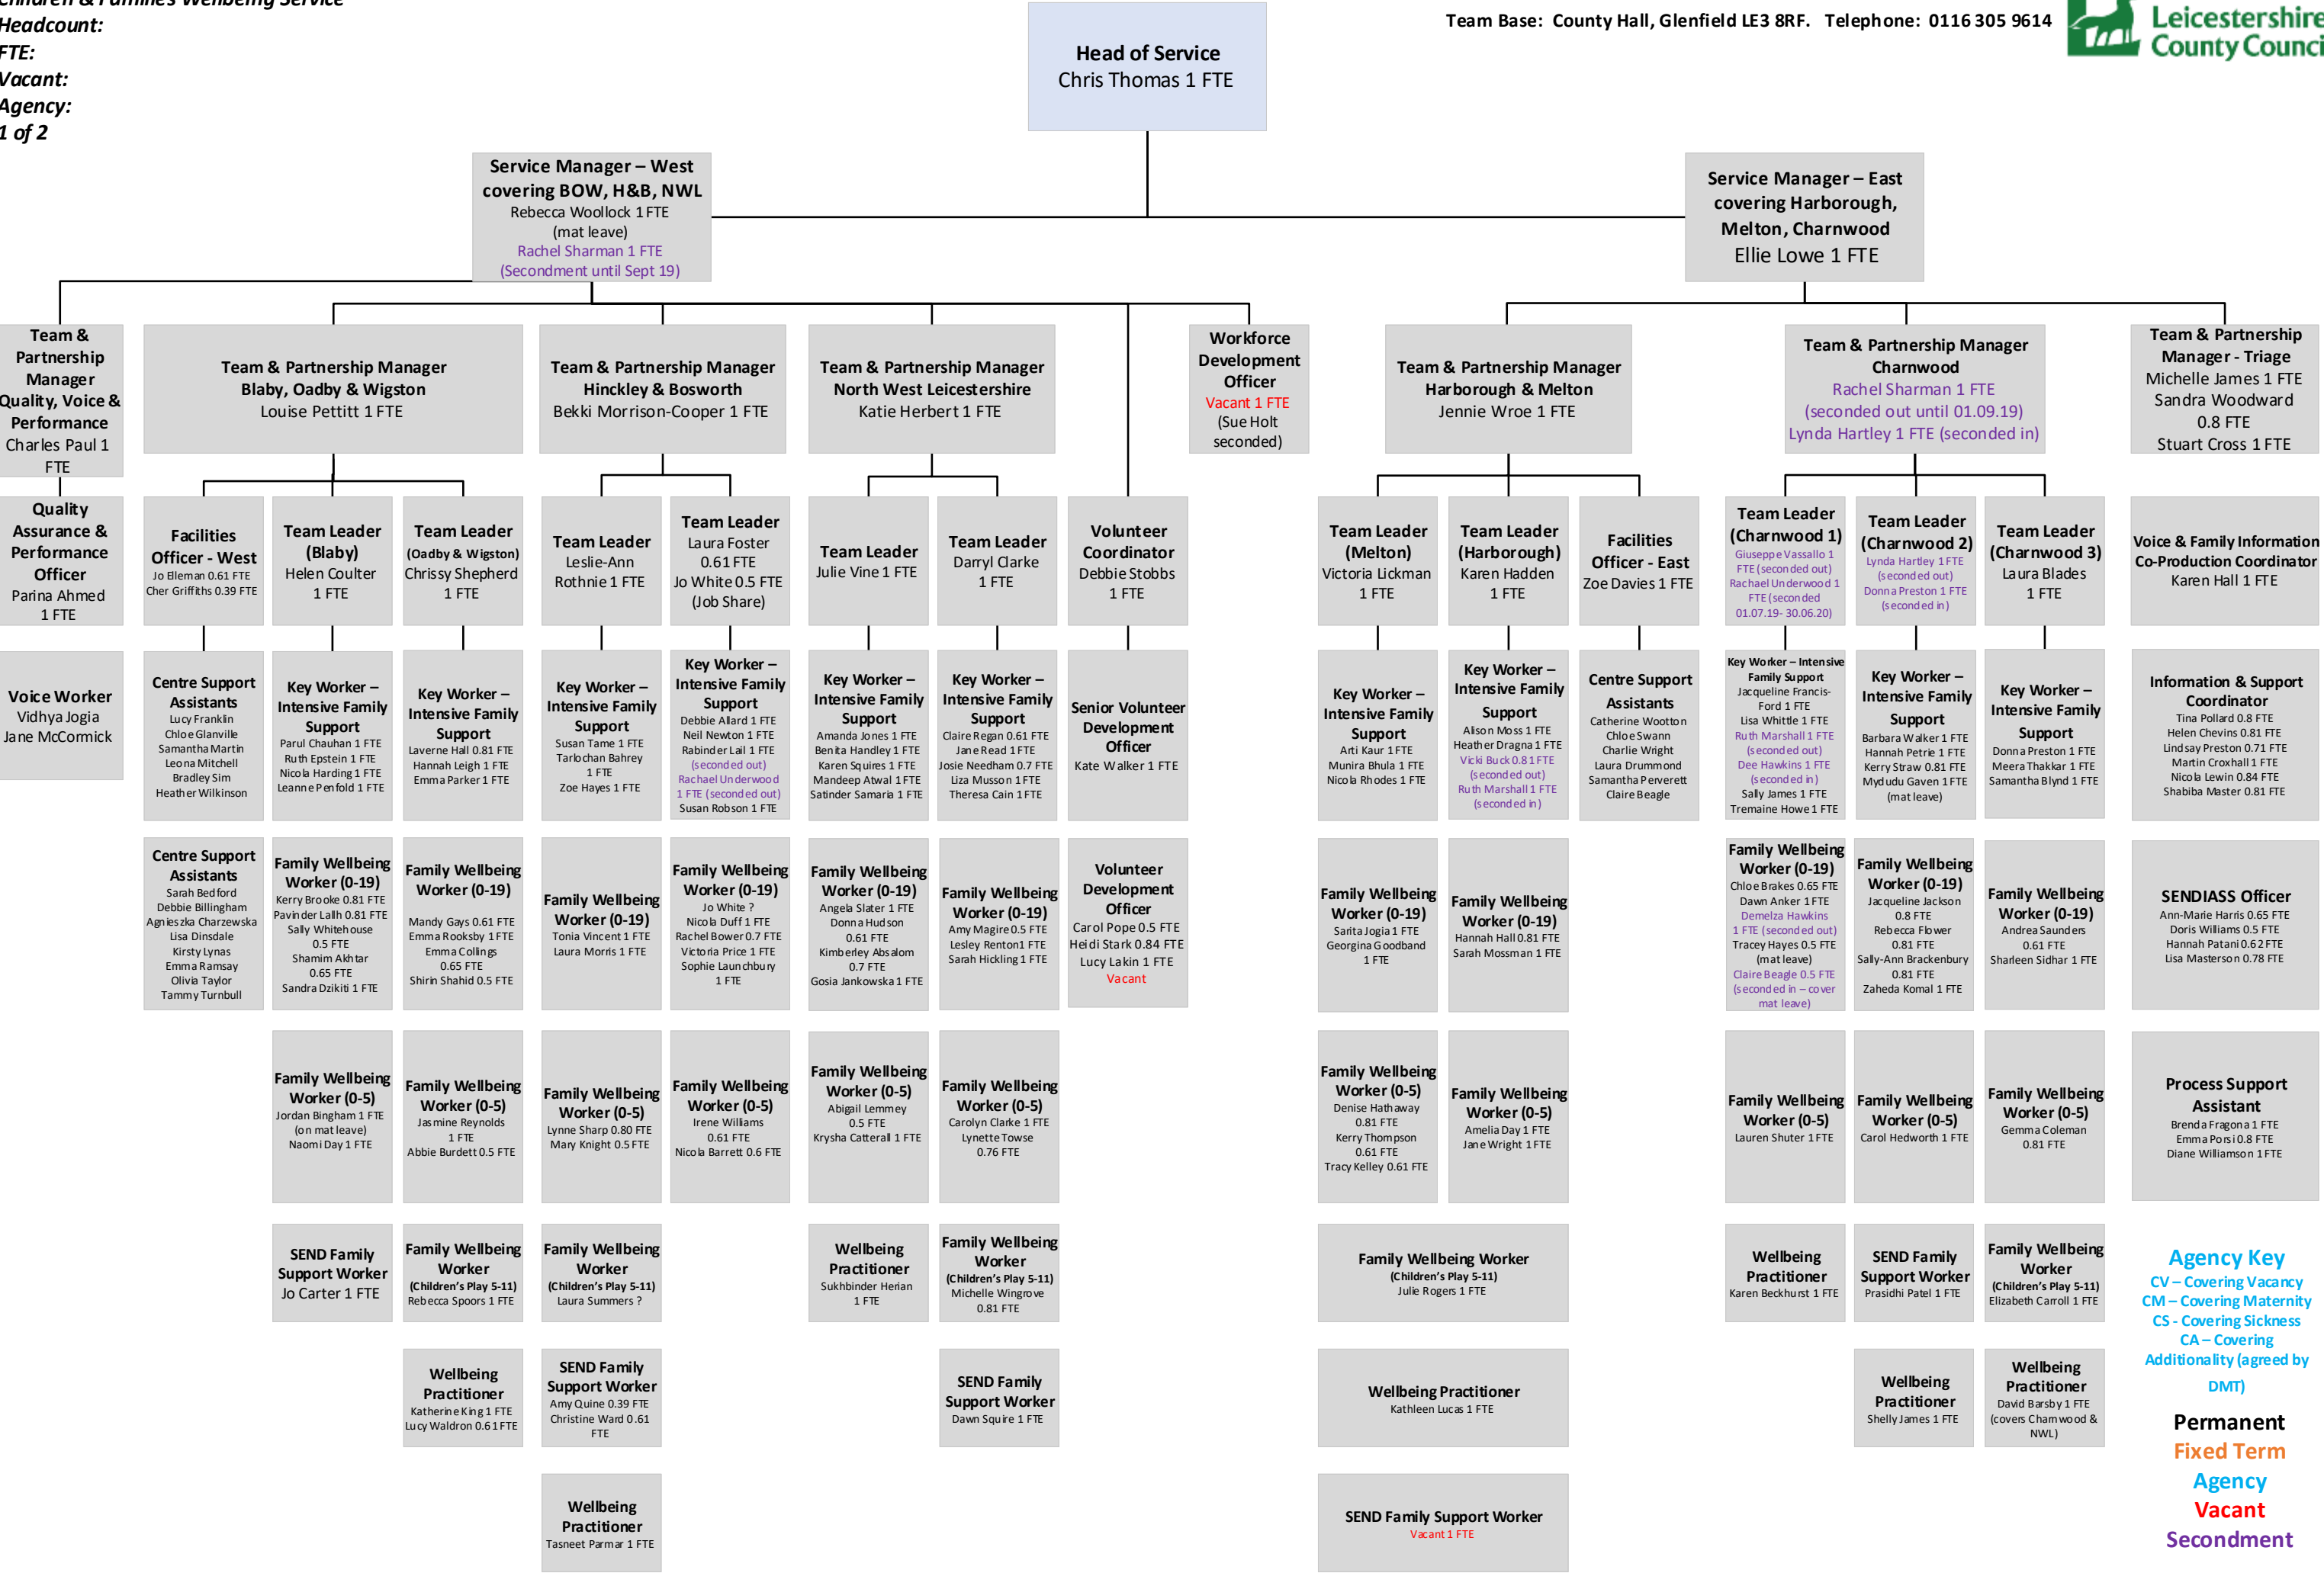 Children & Families Wellbeing Service
Headcount:
FTE:
Vacant:
Agency:
1 of 2
Team Base: County Hall, Glenfield LE3 8RF. Telephone: 0116 305 9614
Leicestershire
County Council
Head of Service
Chris Thomas 1 FTE
Service Manager – West
covering BOW, H&B, NWL
Rebecca Woollock 1 FTE
(mat leave)
Rachel Sharman 1 FTE
(Secondment until Sept 19)
Service Manager – East
covering Harborough,
Melton, Charnwood
Ellie Lowe 1 FTE
Team &
Partnership
Manager
Quality, Voice &
Performance
Charles Paul 1
FTE
Team & Partnership Manager
Blaby, Oadby & Wigston
Louise Pettitt 1 FTE
Team & Partnership Manager
Hinckley & Bosworth
Bekki Morrison-Cooper 1 FTE
Team & Partnership Manager
North West Leicestershire
Katie Herbert 1 FTE
Workforce
Development
Officer
Vacant 1 FTE
(Sue Holt
seconded)
Team & Partnership Manager
Harborough & Melton
Jennie Wroe 1 FTE
Team & Partnership Manager
Charnwood
Rachel Sharman 1 FTE
(seconded out until 01.09.19)
Lynda Hartley 1 FTE (seconded in)
Team & Partnership
Manager - Triage
Michelle James 1 FTE
Sandra Woodward
0.8 FTE
Stuart Cross 1 FTE
Quality
Assurance &
Performance
Officer
Parina Ahmed
1 FTE
Facilities
Officer - West
Jo Elleman 0.61 FTE
Cher Griffiths 0.39 FTE
Team Leader
(Blaby)
Helen Coulter
1 FTE
Team Leader
(Oadby & Wigston)
Chrissy Shepherd
1 FTE
Team Leader
Leslie-Ann
Rothnie 1 FTE
Team Leader
Laura Foster
0.61 FTE
Jo White 0.5 FTE
(Job Share)
Team Leader
Julie Vine 1 FTE
Team Leader
Darryl Clarke
1 FTE
Volunteer
Coordinator
Debbie Stobbs
1 FTE
Team Leader
(Melton)
Victoria Lickman
1 FTE
Team Leader
(Harborough)
Karen Hadden
1 FTE
Facilities
Officer - East
Zoe Davies 1 FTE
Team Leader
(Charnwood 1)
Giuseppe Vassallo 1
FTE (seconded out)
Rachael Underwood 1
FTE (seconded
01.07.19- 30.06.20)
Team Leader
(Charnwood 2)
Lynda Hartley 1 FTE
(seconded out)
Donna Preston 1 FTE
(seconded in)
Team Leader
(Charnwood 3)
Laura Blades
1 FTE
Voice & Family Information
Co-Production Coordinator
Karen Hall 1 FTE
Voice Worker
Vidhya Jogia
Jane McCormick
Centre Support
Assistants
Lucy Franklin
Chloe Glanville
Samantha Martin
Leona Mitchell
Bradley Sim
Heather Wilkinson
Key Worker –
Intensive Family
Support
Parul Chauhan 1 FTE
Ruth Epstein 1 FTE
Nicola Harding 1 FTE
Leanne Penfold 1 FTE
Key Worker –
Intensive Family
Support
Laverne Hall 0.81 FTE
Hannah Leigh 1 FTE
Emma Parker 1 FTE
Key Worker –
Intensive Family
Support
Susan Tame 1 FTE
Tarlochan Bahrey
1 FTE
Zoe Hayes 1 FTE
Key Worker –
Intensive Family
Support
Debbie Allard 1 FTE
Neil Newton 1 FTE
Rabinder Lail 1 FTE
(seconded out)
Rachael Underwood
1 FTE (seconded out)
Susan Robson 1 FTE
Key Worker –
Intensive Family
Support
Amanda Jones 1 FTE
Benita Handley 1 FTE
Karen Squires 1 FTE
Mandeep Atwal 1 FTE
Satinder Samaria 1 FTE
Key Worker –
Intensive Family
Support
Claire Regan 0.61 FTE
Jane Read 1 FTE
Josie Needham 0.7 FTE
Liza Musson 1 FTE
Theresa Cain 1 FTE
Senior Volunteer
Development
Officer
Kate Walker 1 FTE
Key Worker –
Intensive Family
Support
Arti Kaur 1 FTE
Munira Bhula 1 FTE
Nicola Rhodes 1 FTE
Key Worker –
Intensive Family
Support
Alison Moss 1 FTE
Heather Dragna 1 FTE
Vicki Buck 0.81 FTE
(seconded out)
Ruth Marshall 1 FTE
(seconded in)
Centre Support
Assistants
Catherine Wootton
Chloe Swann
Charlie Wright
Laura Drummond
Samantha Perverett
Claire Beagle
Key Worker – Intensive
Family Support
Jacqueline Francis-
Ford 1 FTE
Lisa Whittle 1 FTE
Ruth Marshall 1 FTE
(seconded out)
Dee Hawkins 1 FTE
(seconded in)
Sally James 1 FTE
Tremaine Howe 1 FTE
Key Worker –
Intensive Family
Support
Barbara Walker 1 FTE
Hannah Petrie 1 FTE
Kerry Straw 0.81 FTE
Mydudu Gaven 1 FTE
(mat leave)
Key Worker –
Intensive Family
Support
Donna Preston 1 FTE
Meera Thakkar 1 FTE
Samantha Blynd 1 FTE
Information & Support
Coordinator
Tina Pollard 0.8 FTE
Helen Chevins 0.81 FTE
Lindsay Preston 0.71 FTE
Martin Croxhall 1 FTE
Nicola Lewin 0.84 FTE
Shabiba Master 0.81 FTE
Centre Support
Assistants
Sarah Bedford
Debbie Billingham
Agnieszka Charzewska
Lisa Dinsdale
Kirsty Lynas
Emma Ramsay
Olivia Taylor
Tammy Turnbull
Family Wellbeing
Worker (0-19)
Kerry Brooke 0.81 FTE
Pavinder Lallh 0.81 FTE
Sally Whitehouse
0.5 FTE
Shamim Akhtar
0.65 FTE
Sandra Dzikiti 1 FTE
Family Wellbeing
Worker (0-19)
Mandy Gays 0.61 FTE
Emma Rooksby 1 FTE
Emma Collings
0.65 FTE
Shirin Shahid 0.5 FTE
Family Wellbeing
Worker (0-19)
Tonia Vincent 1 FTE
Laura Morris 1 FTE
Family Wellbeing
Worker (0-19)
Jo White ?
Nicola Duff 1 FTE
Rachel Bower 0.7 FTE
Victoria Price 1 FTE
Sophie Launchbury
1 FTE
Family Wellbeing
Worker (0-19)
Angela Slater 1 FTE
Donna Hudson
0.61 FTE
Kimberley Absalom
0.7 FTE
Gosia Jankowska 1 FTE
Family Wellbeing
Worker (0-19)
Amy Magire 0.5 FTE
Lesley Renton1 FTE
Sarah Hickling 1 FTE
Volunteer
Development
Officer
Carol Pope 0.5 FTE
Heidi Stark 0.84 FTE
Lucy Lakin 1 FTE
Vacant
Family Wellbeing
Worker (0-19)
Sarita Jogia 1 FTE
Georgina Goodband
1 FTE
Family Wellbeing
Worker (0-19)
Hannah Hall 0.81 FTE
Sarah Mossman 1 FTE
Family Wellbeing
Worker (0-19)
Chloe Brakes 0.65 FTE
Dawn Anker 1 FTE
Demelza Hawkins
1 FTE (seconded out)
Tracey Hayes 0.5 FTE
(mat leave)
Claire Beagle 0.5 FTE
(seconded in – cover
mat leave)
Family Wellbeing
Worker (0-19)
Jacqueline Jackson
0.8 FTE
Rebecca Flower
0.81 FTE
Sally-Ann Brackenbury
0.81 FTE
Zaheda Komal 1 FTE
Family Wellbeing
Worker (0-19)
Andrea Saunders
0.61 FTE
Sharleen Sidhar 1 FTE
SENDIASS Officer
Ann-Marie Harris 0.65 FTE
Doris Williams 0.5 FTE
Hannah Patani 0.62 FTE
Lisa Masterson 0.78 FTE
Family Wellbeing
Worker (0-5)
Jordan Bingham 1 FTE
(on mat leave)
Naomi Day 1 FTE
Family Wellbeing
Worker (0-5)
Jasmine Reynolds
1 FTE
Abbie Burdett 0.5 FTE
Family Wellbeing
Worker (0-5)
Lynne Sharp 0.80 FTE
Mary Knight 0.5 FTE
Family Wellbeing
Worker (0-5)
Irene Williams
0.61 FTE
Nicola Barrett 0.6 FTE
Family Wellbeing
Worker (0-5)
Abigail Lemmey
0.5 FTE
Krysha Catterall 1 FTE
Family Wellbeing
Worker (0-5)
Carolyn Clarke 1 FTE
Lynette Towse
0.76 FTE
Family Wellbeing
Worker (0-5)
Denise Hathaway
0.81 FTE
Kerry Thompson
0.61 FTE
Tracy Kelley 0.61 FTE
Family Wellbeing
Worker (0-5)
Amelia Day 1 FTE
Jane Wright 1 FTE
Family Wellbeing
Worker (0-5)
Lauren Shuter 1 FTE
Family Wellbeing
Worker (0-5)
Carol Hedworth 1 FTE
Family Wellbeing
Worker (0-5)
Gemma Coleman
0.81 FTE
Process Support
Assistant
Brenda Fragona 1 FTE
Emma Porsi 0.8 FTE
Diane Williamson 1 FTE
SEND Family
Support Worker
Jo Carter 1 FTE
Family Wellbeing
Worker
(Children's Play 5-11)
Rebecca Spoors 1 FTE
Family Wellbeing
Worker
(Children's Play 5-11)
Laura Summers ?
Wellbeing
Practitioner
Sukhbinder Herian
1 FTE
Family Wellbeing
Worker
(Children's Play 5-11)
Michelle Wingrove
0.81 FTE
Family Wellbeing Worker
(Children's Play 5-11)
Julie Rogers 1 FTE
Wellbeing
Practitioner
Karen Beckhurst 1 FTE
SEND Family
Support Worker
Prasidhi Patel 1 FTE
Family Wellbeing
Worker
(Children's Play 5-11)
Elizabeth Carroll 1 FTE
Agency Key
CV – Covering Vacancy
CM – Covering Maternity
CS - Covering Sickness
CA – Covering
Additionality (agreed by
DMT)
Wellbeing
Practitioner
Katherine King 1 FTE
Lucy Waldron 0.61 FTE
SEND Family
Support Worker
Amy Quine 0.39 FTE
Christine Ward 0.61
FTE
SEND Family
Support Worker
Dawn Squire 1 FTE
Wellbeing Practitioner
Kathleen Lucas 1 FTE
Wellbeing
Practitioner
Shelly James 1 FTE
Wellbeing
Practitioner
David Barsby 1 FTE
(covers Charnwood &
NWL)
Permanent
Fixed Term
Agency
Vacant
Secondment
Wellbeing
Practitioner
Tasneet Parmar 1 FTE
SEND Family Support Worker
Vacant 1 FTE